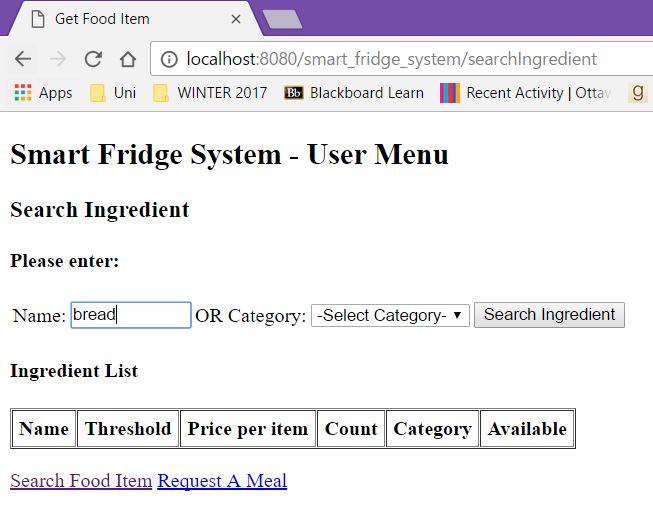 Get Food Item
localhost:8080/smart_fridge_system/searchIngredient
Apps Uni WINTER 2017 Bb Blackboard Learn Recent Activity | Ottav g
Smart Fridge System - User Menu
Search Ingredient
Please enter:
Name: bread OR Category: -Select Category- Search Ingredient
Ingredient List
Name Threshold Price per item Count Category Available
Search Food Item Request A Meal